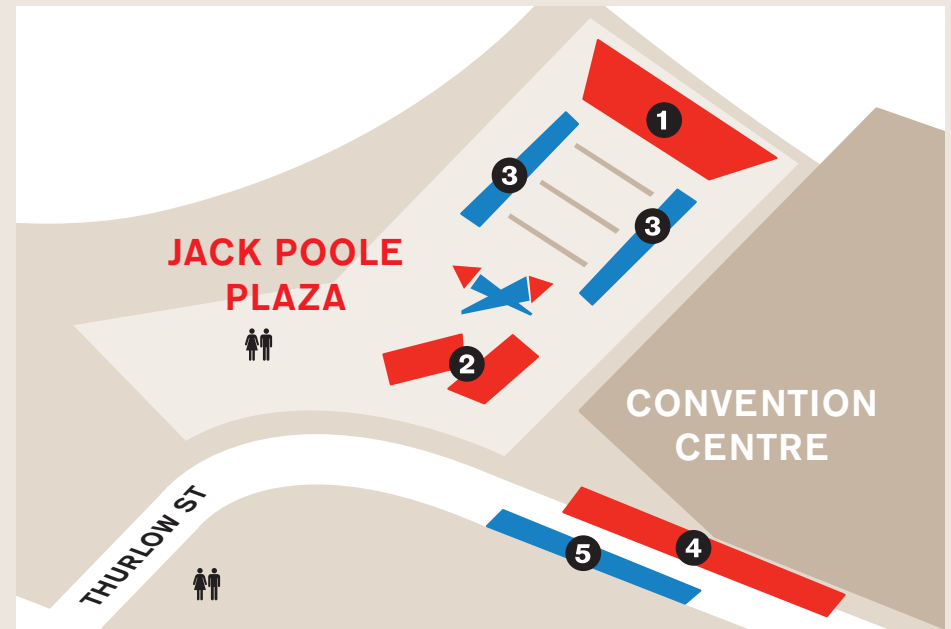 1
3
3
JACK POOLE
PLAZA
2
CONVENTION
CENTRE
THURLOW ST
5
4